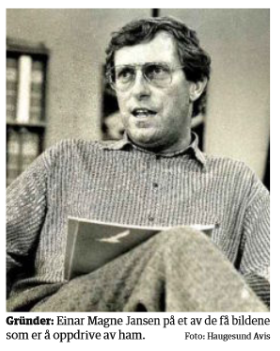 Gründer: Einar Magne Jansen på et av de få bildene
som er å oppdrive av ham.
Foto: Haugesund Avis